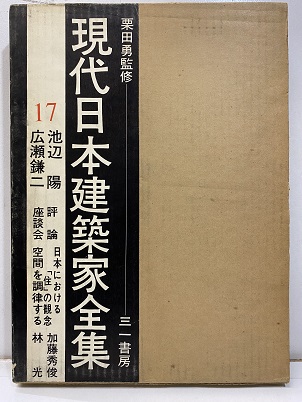 栗田勇監修
現代日本建築家全集
三一書房
17
池辺 陽
広瀬鎌二
評論 日本における「住」の観念 加藤秀俊
座談会 空間を調律する 林 光